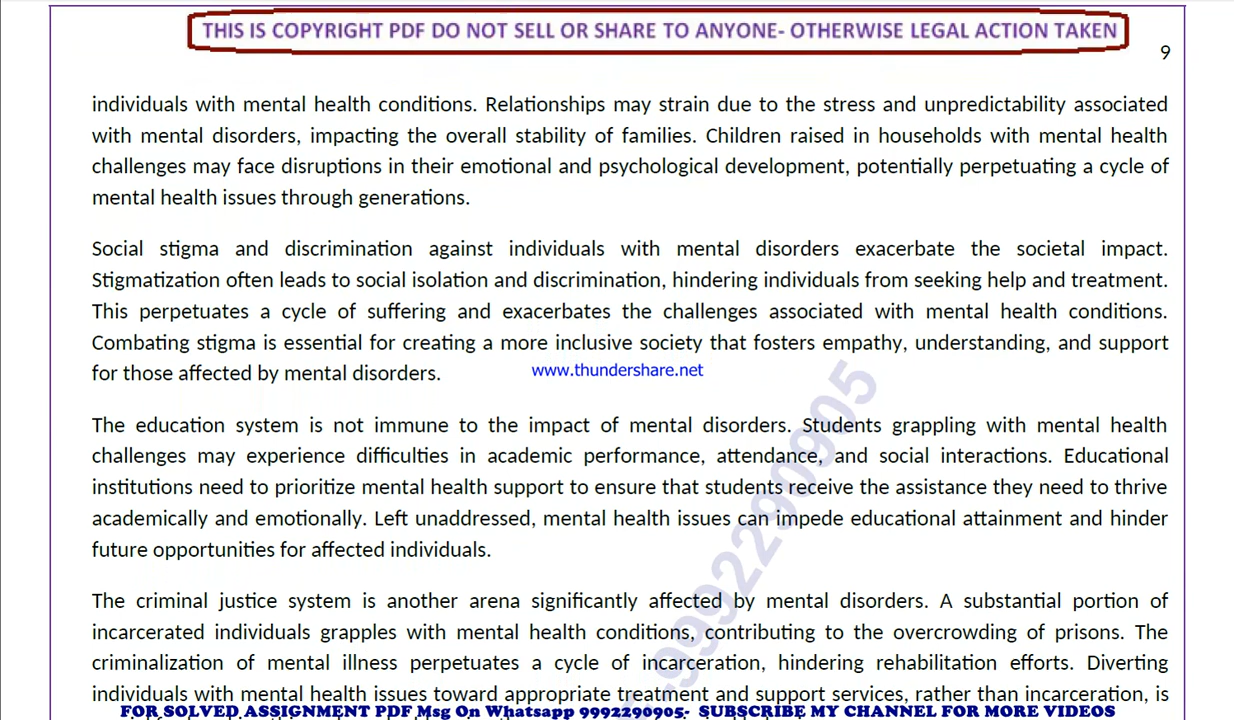 THIS IS COPYRIGHT PDF DO NOT SELL OR SHARE TO ANYONE- OTHERWISE LEGAL ACTION TAKEN
9
individuals with mental health conditions. Relationships may strain due to the stress and unpredictability associated
with mental disorders, impacting the overall stability of families. Children raised in households with mental health
challenges may face disruptions in their emotional and psychological development, potentially perpetuating a cycle of
mental health issues through generations.
Social stigma and discrimination against individuals with mental disorders exacerbate the societal impact.
Stigmatization often leads to social isolation and discrimination, hindering individuals from seeking help and treatment.
This perpetuates a cycle of suffering and exacerbates the challenges associated with mental health conditions.
Combating stigma is essential for creating a more inclusive society that fosters empathy, understanding, and support
for those affected by mental disorders.
www.thundershare.net
The education system is not immune to the impact of mental disorders. Students grappling with mental health
challenges may experience difficulties in academic performance, attendance, and social interactions. Educational
institutions need to prioritize mental health support to ensure that students receive the assistance they need to thrive
academically and emotionally. Left unaddressed, mental health issues can impede educational attainment and hinder
future opportunities for affected individuals.
The criminal justice system is another arena significantly affected by mental disorders. A substantial portion of
incarcerated individuals grapples with mental health conditions, contributing to the overcrowding of prisons. The
criminalization of mental illness perpetuates a cycle of incarceration, hindering rehabilitation efforts. Diverting
individuals with mental health issues toward appropriate treatment and support services, rather than incarceration, is
-9992290905
FOR SOLVED ASSIGNMENT PDF Msg On Whatsapp 9992290905- SUBSCRIBE MY CHANNEL FOR MORE VIDEOS